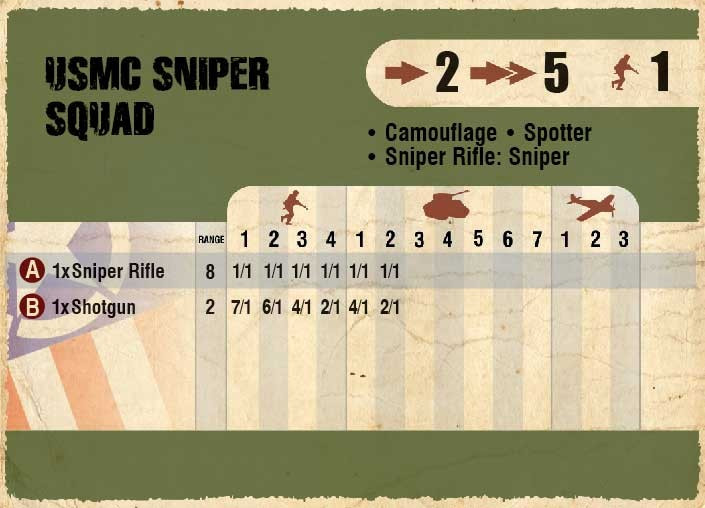 USMC SNIPER
SQUAD
2 5 1
• Camouflage • Spotter
• Sniper Rifle: Sniper
RANGE 1 2 3 4 1 2 3 4 5 6 7 1 2 3
A 1xSniper Rifle 8 1/1 1/1 1/1 1/1 1/1 1/1
B 1xShotgun 2 7/1 6/1 4/1 2/1 4/1 2/1